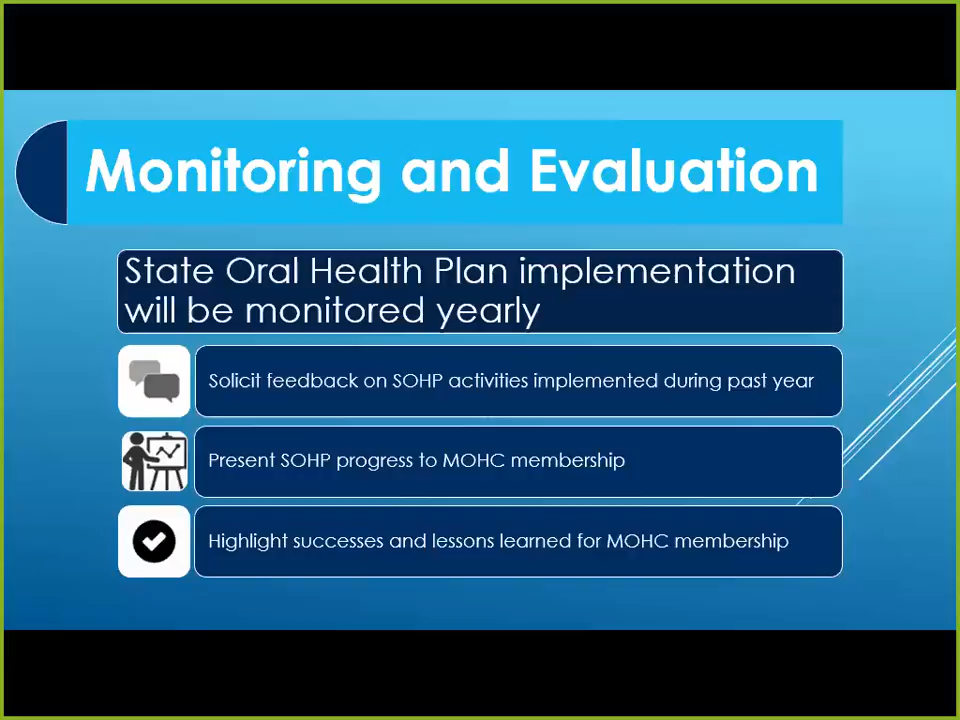 Monitoring and Evaluation
State Oral Health Plan implementation
will be monitored yearly
Solicit feedback on SOHP activities implemented during past year
Present SOHP progress to MOHC membership
Highlight successes and lessons learned for MOHC membership